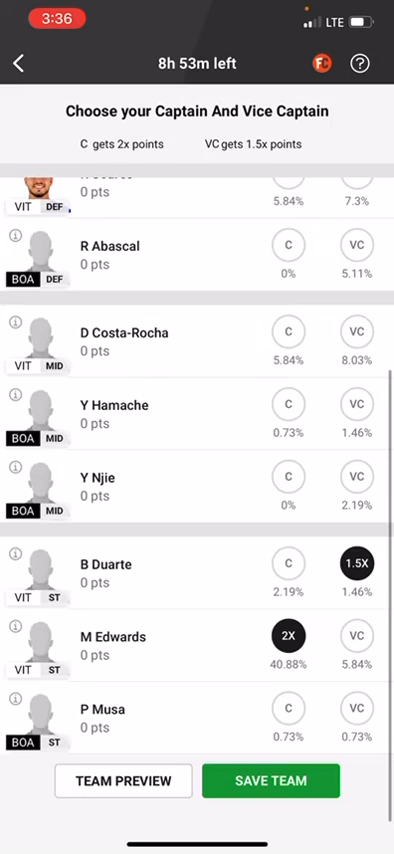 3:36
LTE
8h 53m left
FC
?
Choose your Captain And Vice Captain
C gets 2x points
VC gets 1.5x points
0 pts
VIT DEF
5.84%
7.3%
R Abascal
0 pts
BOA DEF
C
0%
VC
5.11%
D Costa-Rocha
0 pts
VIT MID
C
5.84%
VC
8.03%
Y Hamache
0 pts
BOA MID
C
0.73%
VC
1.46%
Y Njie
0 pts
BOA MID
C
0%
VC
2.19%
B Duarte
0 pts
VIT ST
C
2.19%
1.5X
1.46%
M Edwards
0 pts
VIT ST
2X
40.88%
VC
5.84%
P Musa
0 pts
BOA ST
C
0.73%
VC
0.73%
TEAM PREVIEW
SAVE TEAM